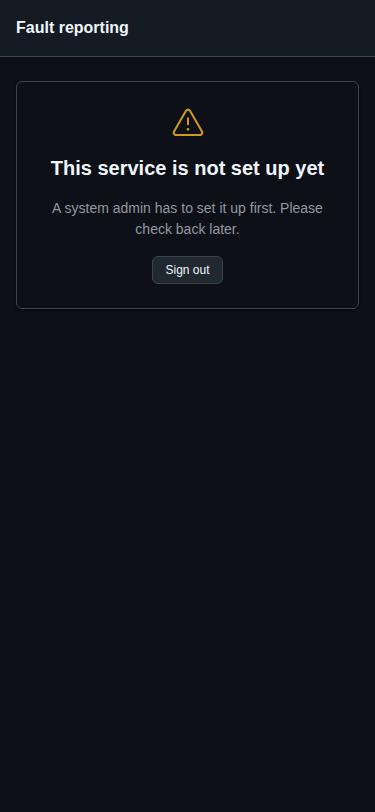 Fault reporting
This service is not set up yet
A system admin has to set it up first. Please
check back later.
Sign out